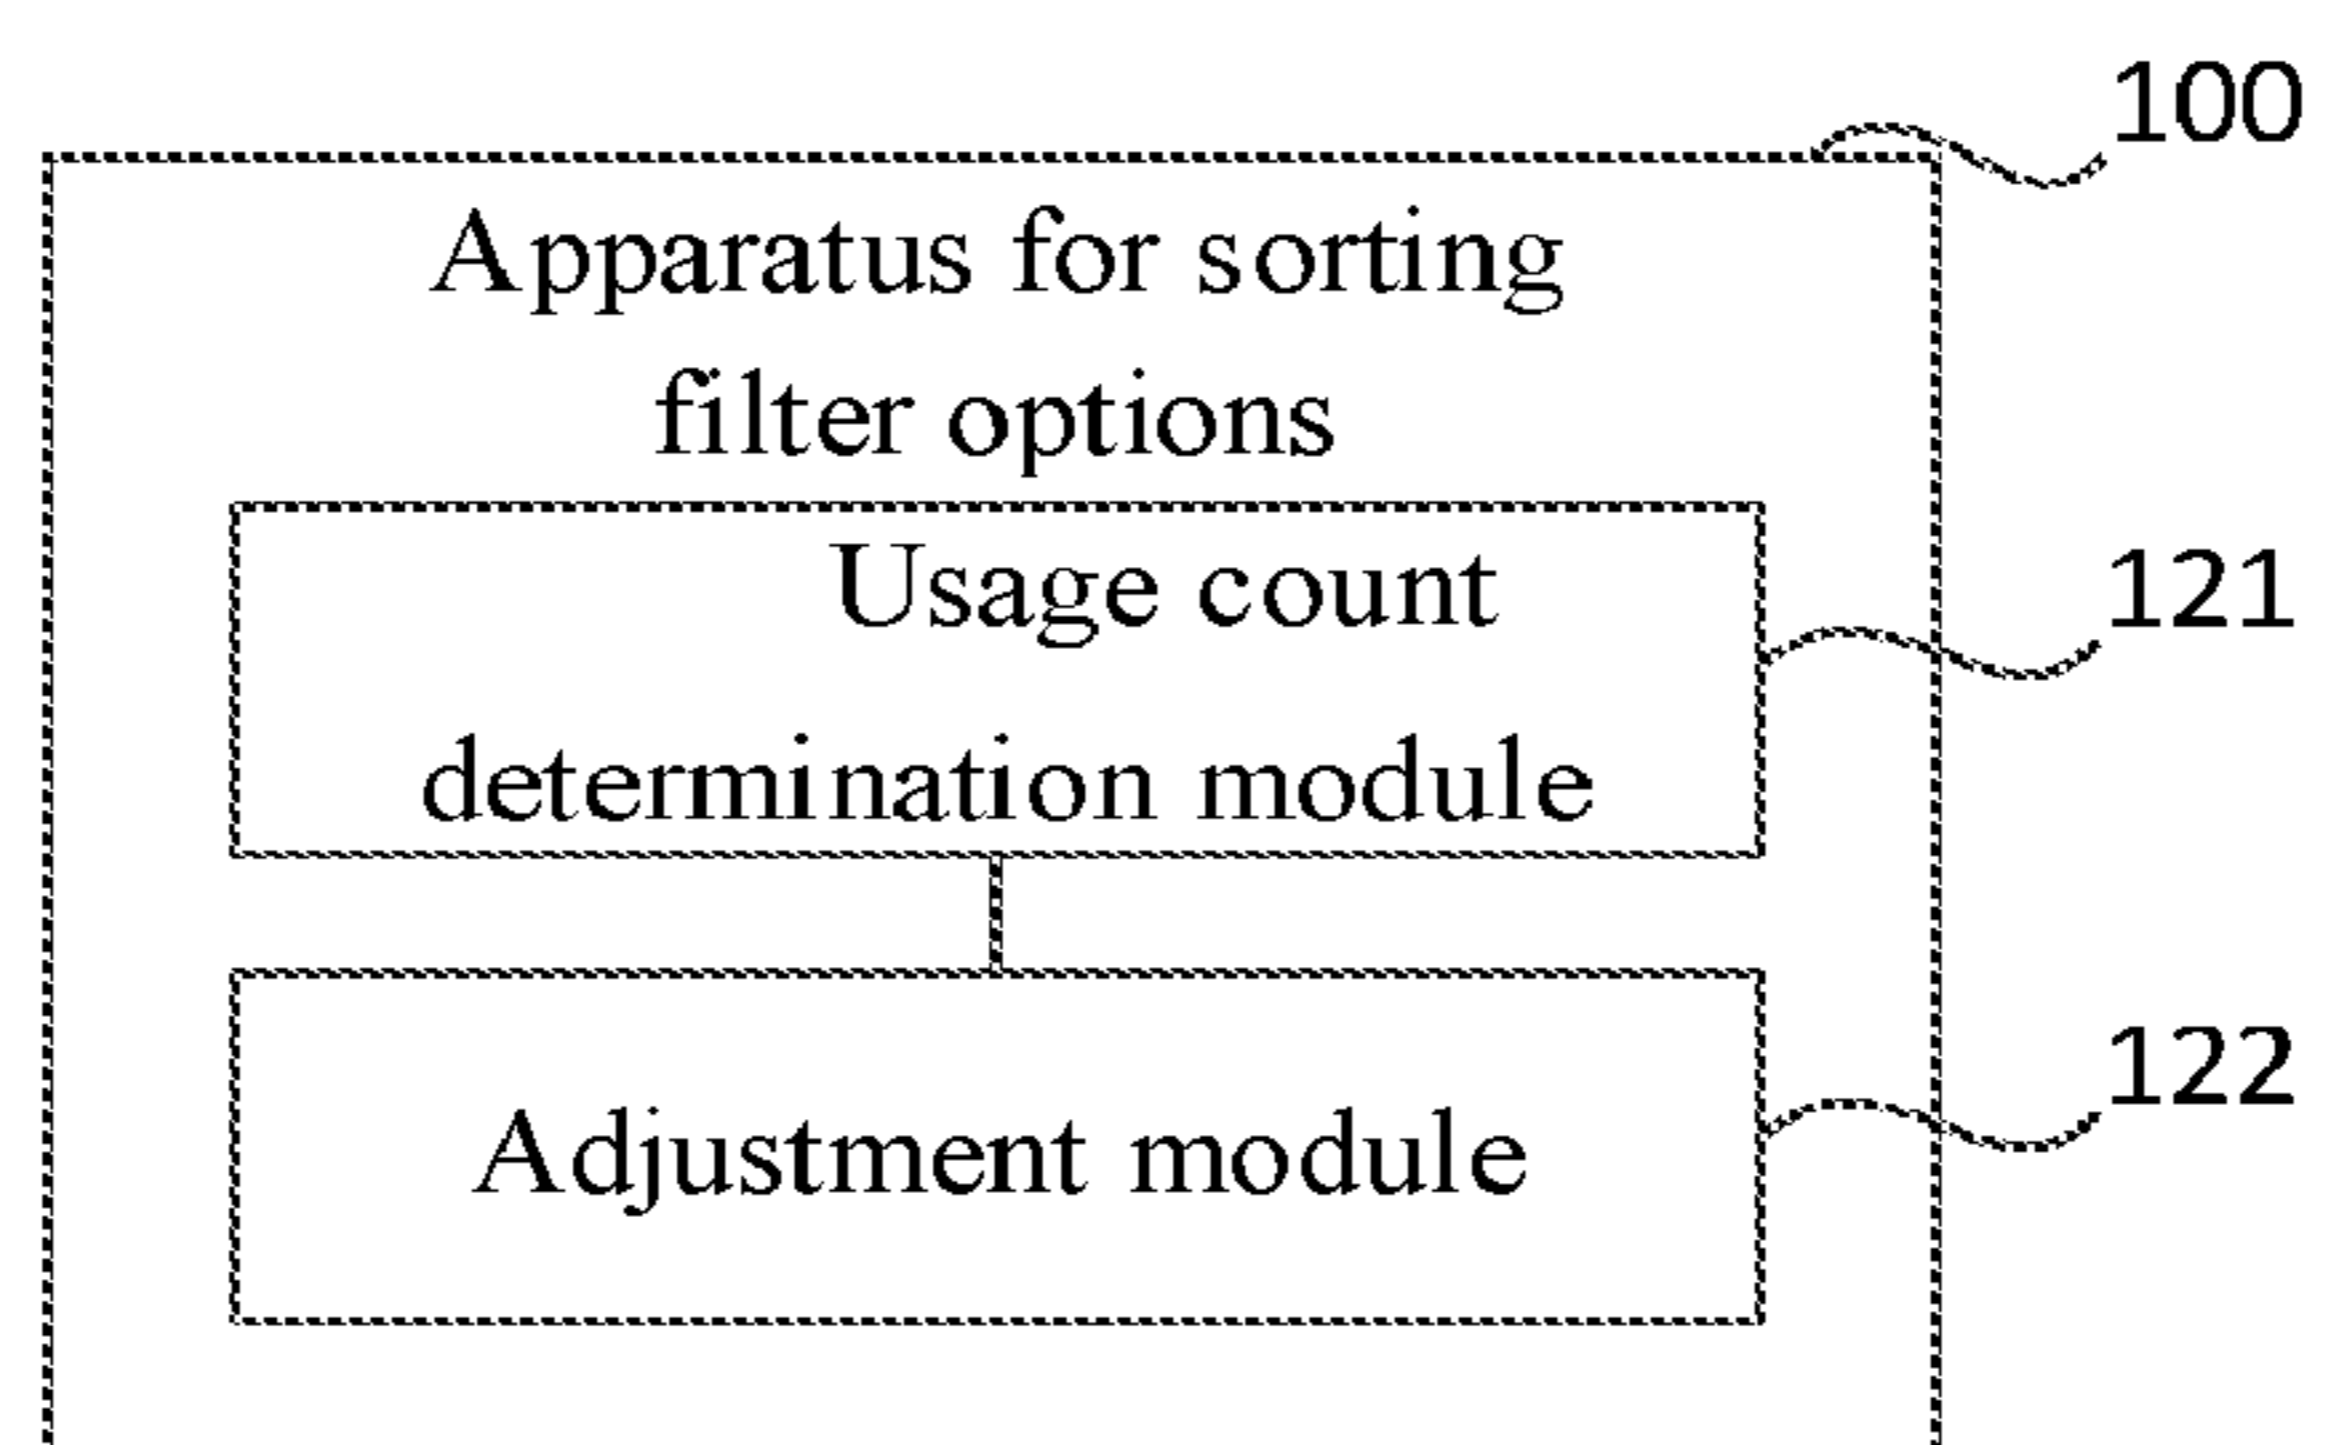 100
Apparatus for sorting
filter options
Usage count
121
determination module
122
Adjustment module